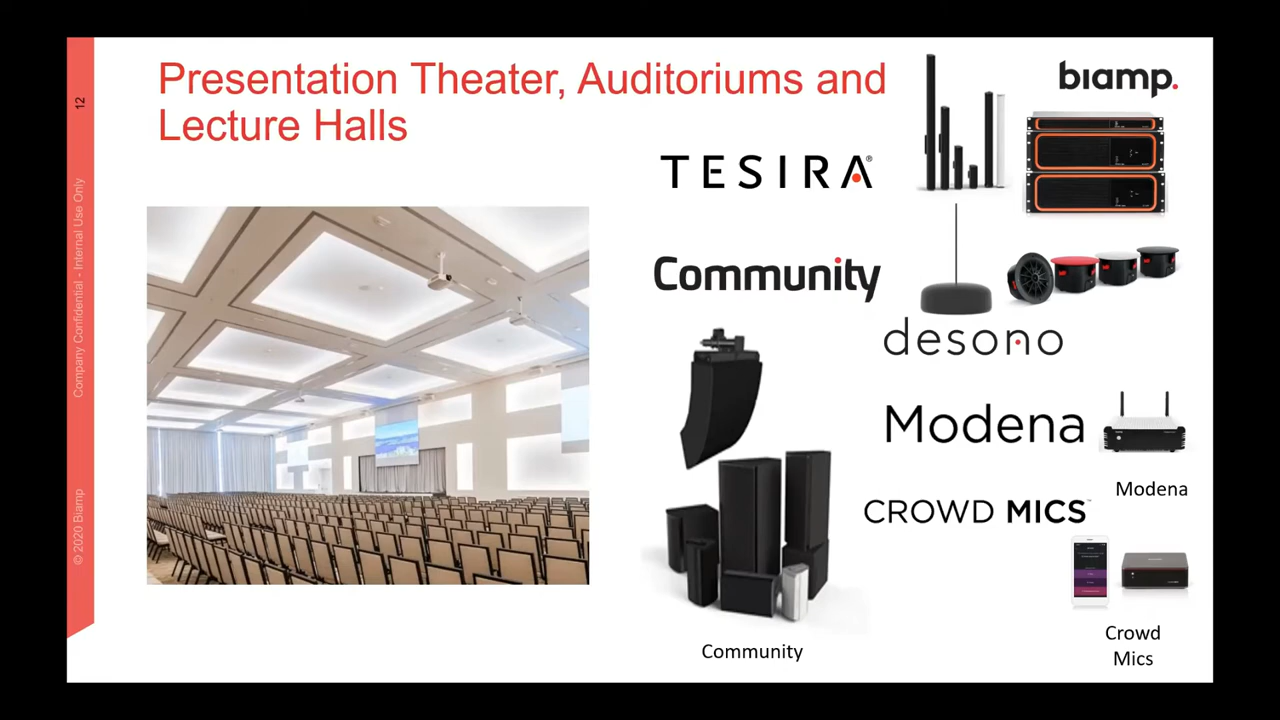 Presentation Theater, Auditoriums and
Lecture Halls
biamp.
TESIRA®
Community
desono
Modena
Modena
CROWD MICS™
Community
Crowd
Mics
12
Company Confidential - Internal Use Only
© 2020 Biamp